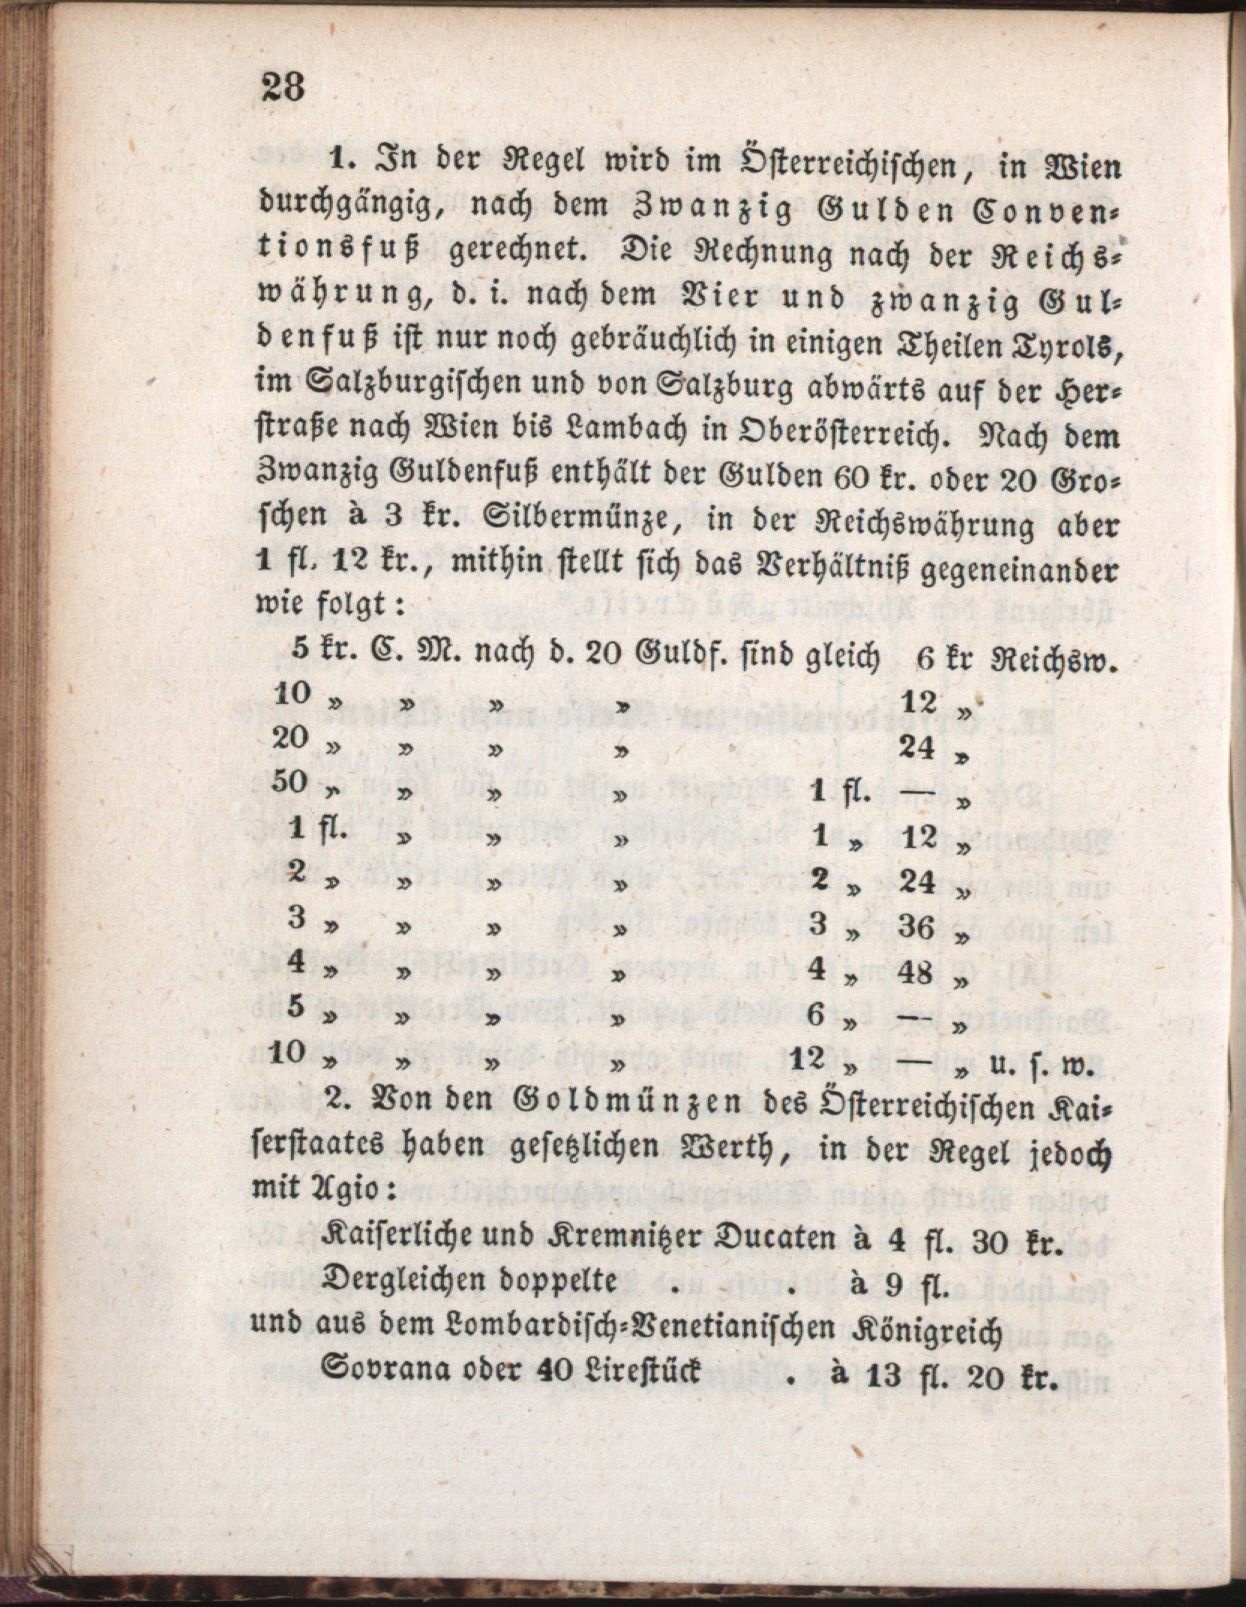 28
1. In der Regel wird im Österreichischen, in Wien
durchgängig, nach dem Zwanzig Gulden Conven-
tionsfuß gerechnet. Die Rechnung nach der Reichs-
währung, d. i. nach dem Vier und zwanzig Gul-
denfuß ist nur noch gebräuchlich in einigen Theilen Tyrols,
im Salzburgischen und von Salzburg abwärts auf der Her-
straße nach Wien bis Lambach in Oberösterreich. Nach dem
Zwanzig Guldenfuß enthält der Gulden 60 kr. oder 20 Gro-
schen à 3 kr. Silbermünze, in der Reichswährung aber
1 fl. 12 kr., mithin stellt sich das Verhältniß gegeneinander
wie folgt:
5 kr. C. M. nach d. 20 Guldf. sind gleich 6 kr Reichsw.
10 „ „ „ „ 12 „
20 „ „ „ „ 24 „
50 „ „ „ „ 1 fl. — „
1 fl. „ „ „ 1 „ 12 „
2 „ „ „ „ 2 „ 24 „
3 „ „ „ „ 3 „ 36 „
4 „ „ „ „ 4 „ 48 „
5 „ „ „ „ 6 „ — „
10 „ „ „ „ 12 „ — „ u. s. w.
2. Von den Goldmünzen des Österreichischen Kai-
serstaates haben gesetzlichen Werth, in der Regel jedoch
mit Agio:
Kaiserliche und Kremnitzer Ducaten à 4 fl. 30 kr.
Dergleichen doppelte . . à 9 fl.
und aus dem Lombardisch-Venetianischen Königreich
Sovrana oder 40 Lirestück . à 13 fl. 20 kr.